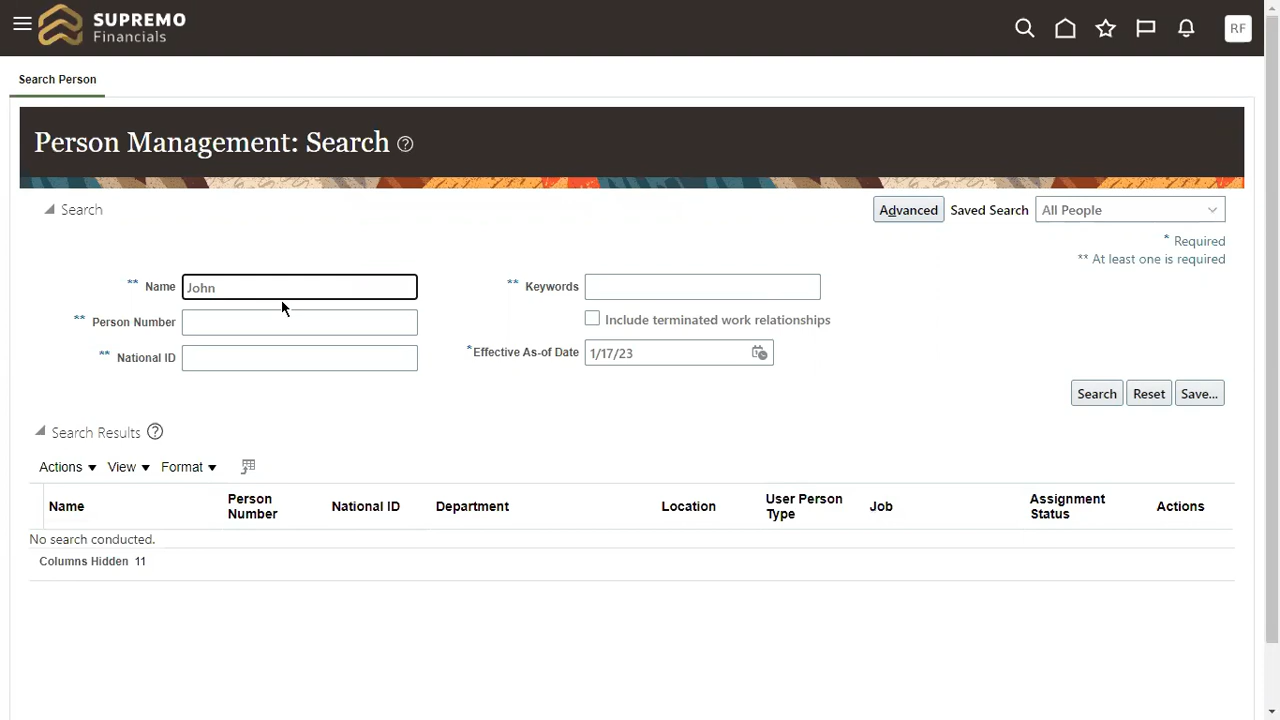 SUPREMO
Financials
RF
Search Person
Person Management: Search ?
Search
Advanced Saved Search All People
* Required
** At least one is required
** Name John
** Keywords
** Person Number
Include terminated work relationships
** National ID
*Effective As-of Date 1/17/23
Search Reset Save...
Search Results ?
Actions View Format
Name Person Number National ID Department Location User Person Type Job Assignment Status Actions
No search conducted.
Columns Hidden 11